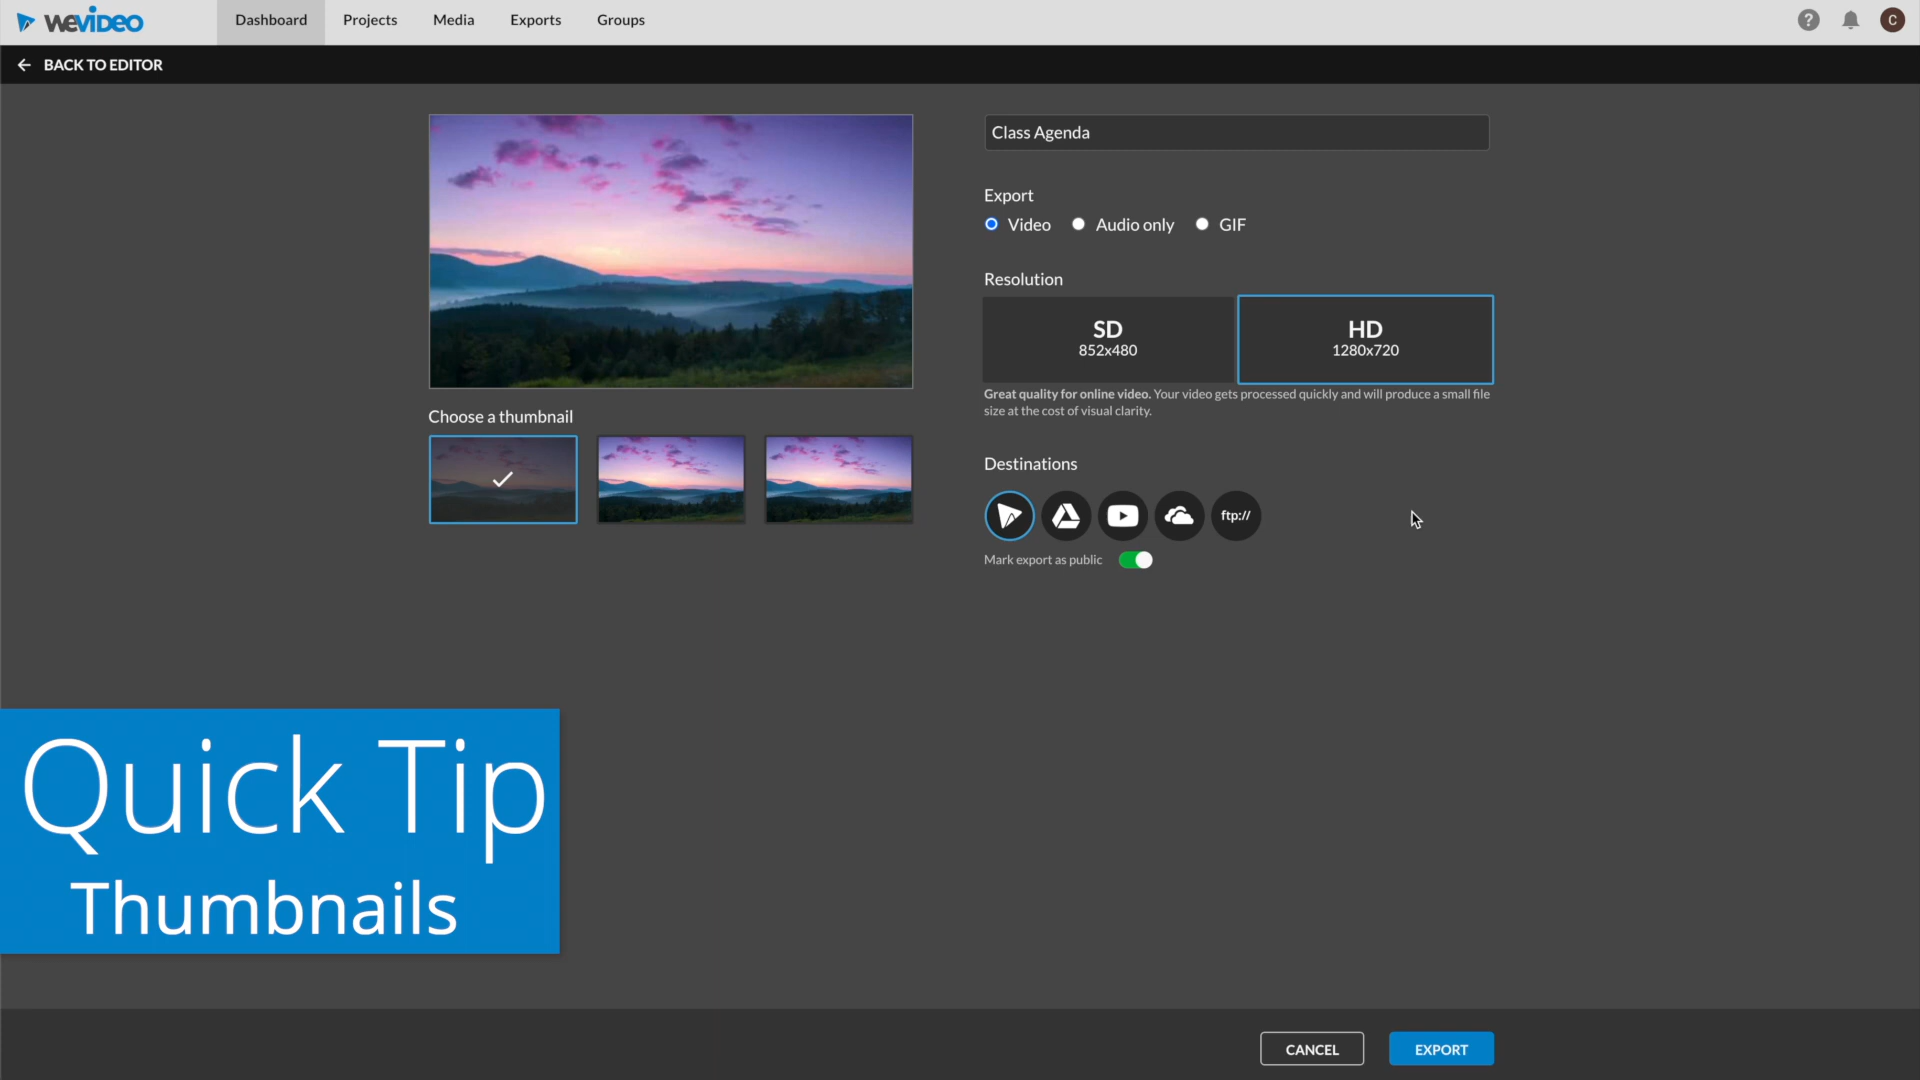 WEVIDEO
Dashboard Projects Media Exports Groups
? C
← BACK TO EDITOR
Class Agenda
Export
Video Audio only GIF
Resolution
SD HD
852x480 1280x720
Great quality for online video. Your video gets processed quickly and will produce a small file
size at the cost of visual clarity.
Choose a thumbnail
Destinations
ftp://
Mark export as public
Quick Tip
Thumbnails
CANCEL EXPORT